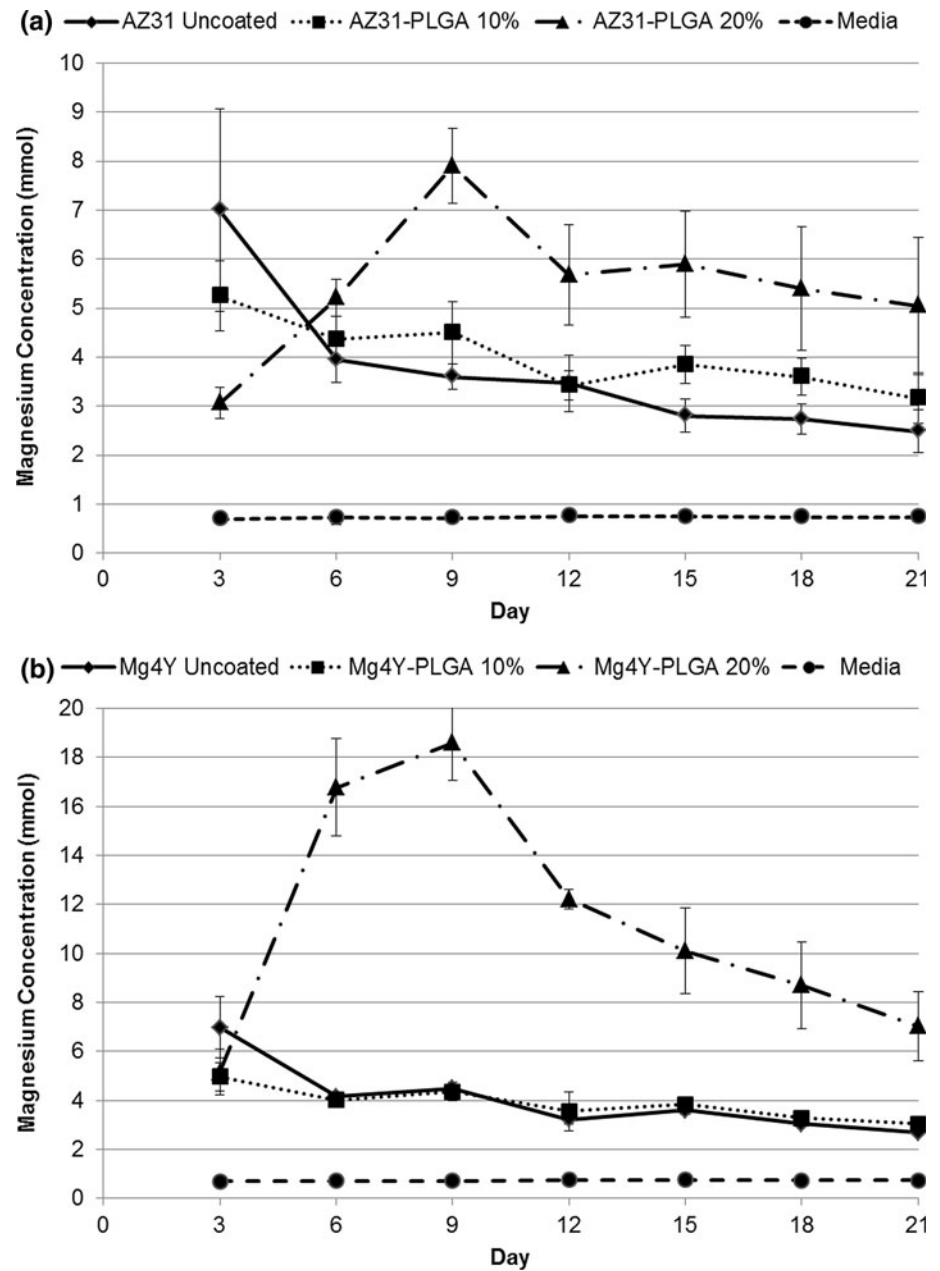 (a) AZ31 Uncoated AZ31-PLGA 10% AZ31-PLGA 20% Media
10
9
8
7
6
5
4
3
2
1
0
Magnesium Concentration (mmol)
0 3 6 9 12 15 18 21
Day
(b) Mg4Y Uncoated Mg4Y-PLGA 10% Mg4Y-PLGA 20% Media
20
18
16
14
12
10
8
6
4
2
0
Magnesium Concentration (mmol)
0 3 6 9 12 15 18 21
Day